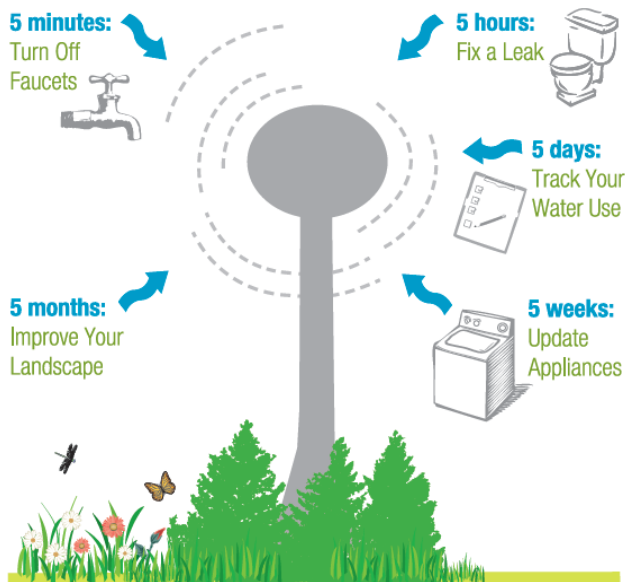 5 minutes:
Turn Off
Faucets
5 hours:
Fix a Leak
5 days:
Track Your
Water Use
5 weeks:
Update
Appliances
5 months:
Improve Your
Landscape